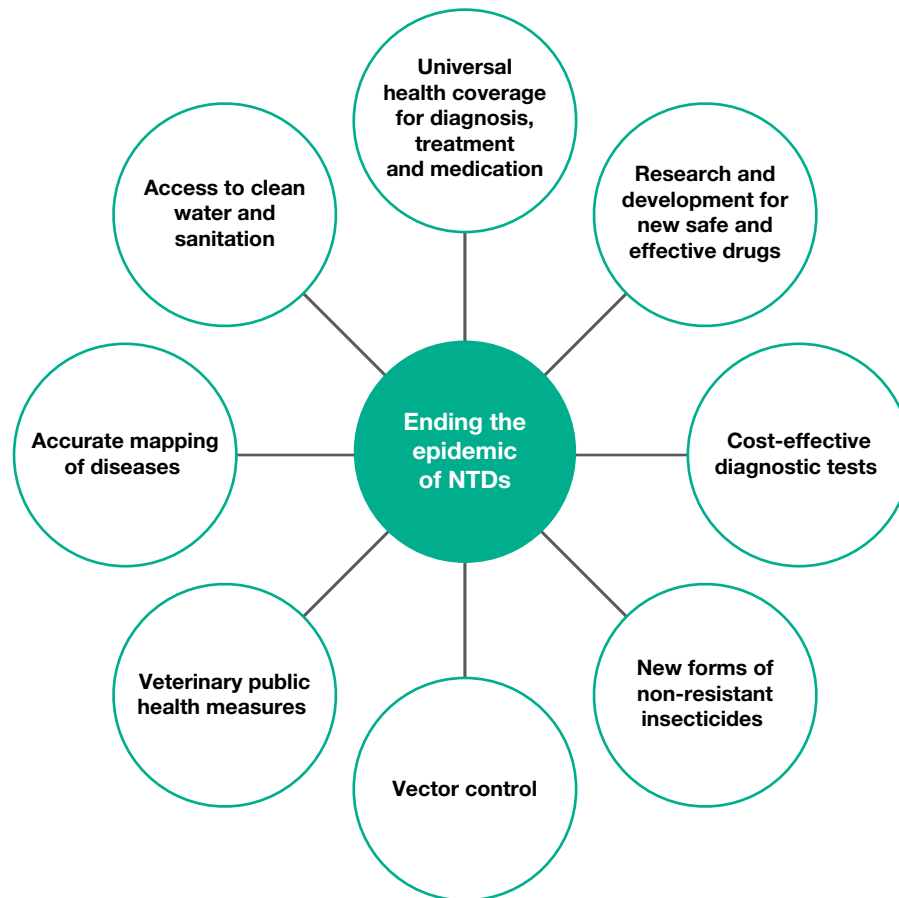 Universal
health coverage
for diagnosis,
treatment
and medication
Research and
development for
new safe and
effective drugs
Cost-effective
diagnostic tests
New forms of
non-resistant
insecticides
Vector control
Veterinary public
health measures
Accurate mapping
of diseases
Access to clean
water and
sanitation
Ending the
epidemic
of NTDs